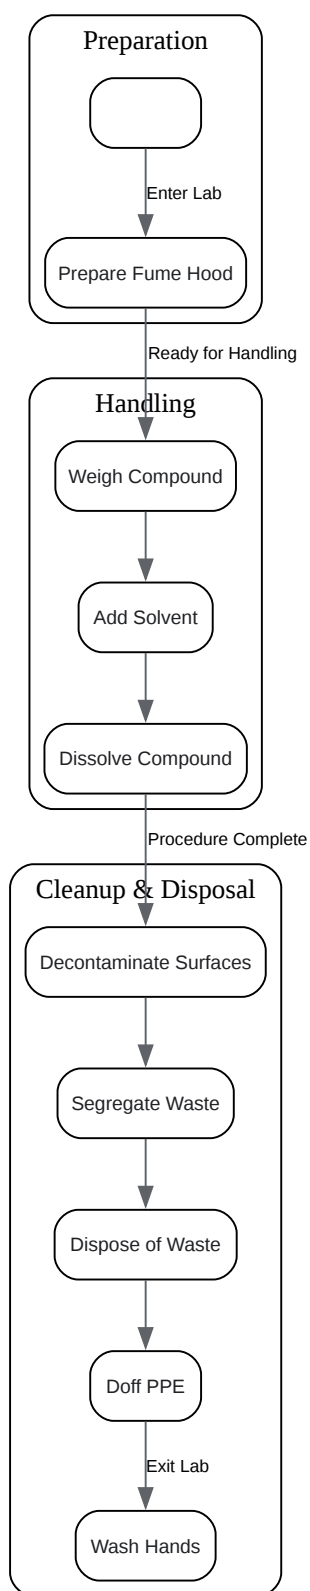 Preparation
Enter Lab
Prepare Fume Hood
Ready for Handling
Handling
Weigh Compound
Add Solvent
Dissolve Compound
Procedure Complete
Cleanup & Disposal
Decontaminate Surfaces
Segregate Waste
Dispose of Waste
Doff PPE
Exit Lab
Wash Hands